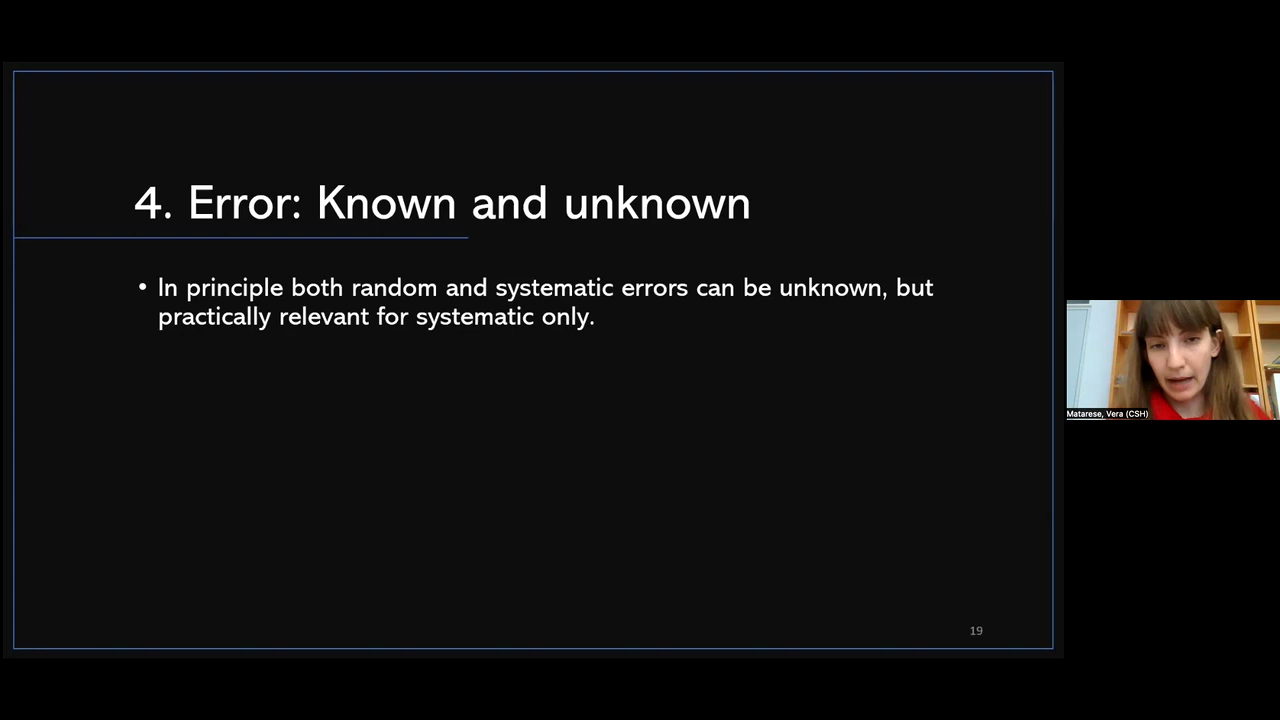 4. Error: Known and unknown
• In principle both random and systematic errors can be unknown, but
practically relevant for systematic only.
19
Matarese, Vera (CSH)